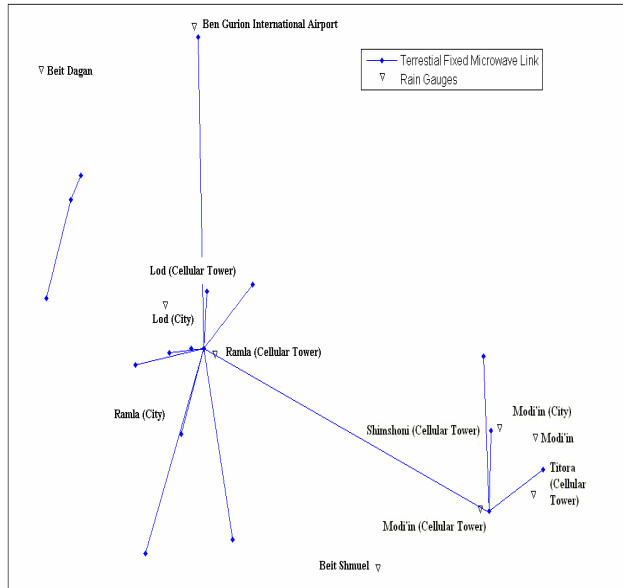 Ben Gurion International Airport
Beit Dagan
Terrestial Fixed Microwave Link
Rain Gauges
Lod (Cellular Tower)
Lod (City)
Ramla (Cellular Tower)
Ramla (City)
Modi'in (City)
Shimshoni (Cellular Tower)
Modi'in
Titora
(Cellular
Tower)
Modi'in (Cellular Tower)
Beit Shmuel